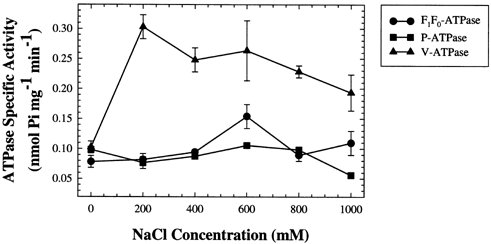 0.30
0.25
0.20
0.15
0.10
0.05
0
200
400
600
800
1000
NaCl Concentration (mM)
ATPase Specific Activity
(nmol Pi mg⁻¹ min⁻¹)
F₁F₀-ATPase
P-ATPase
V-ATPase